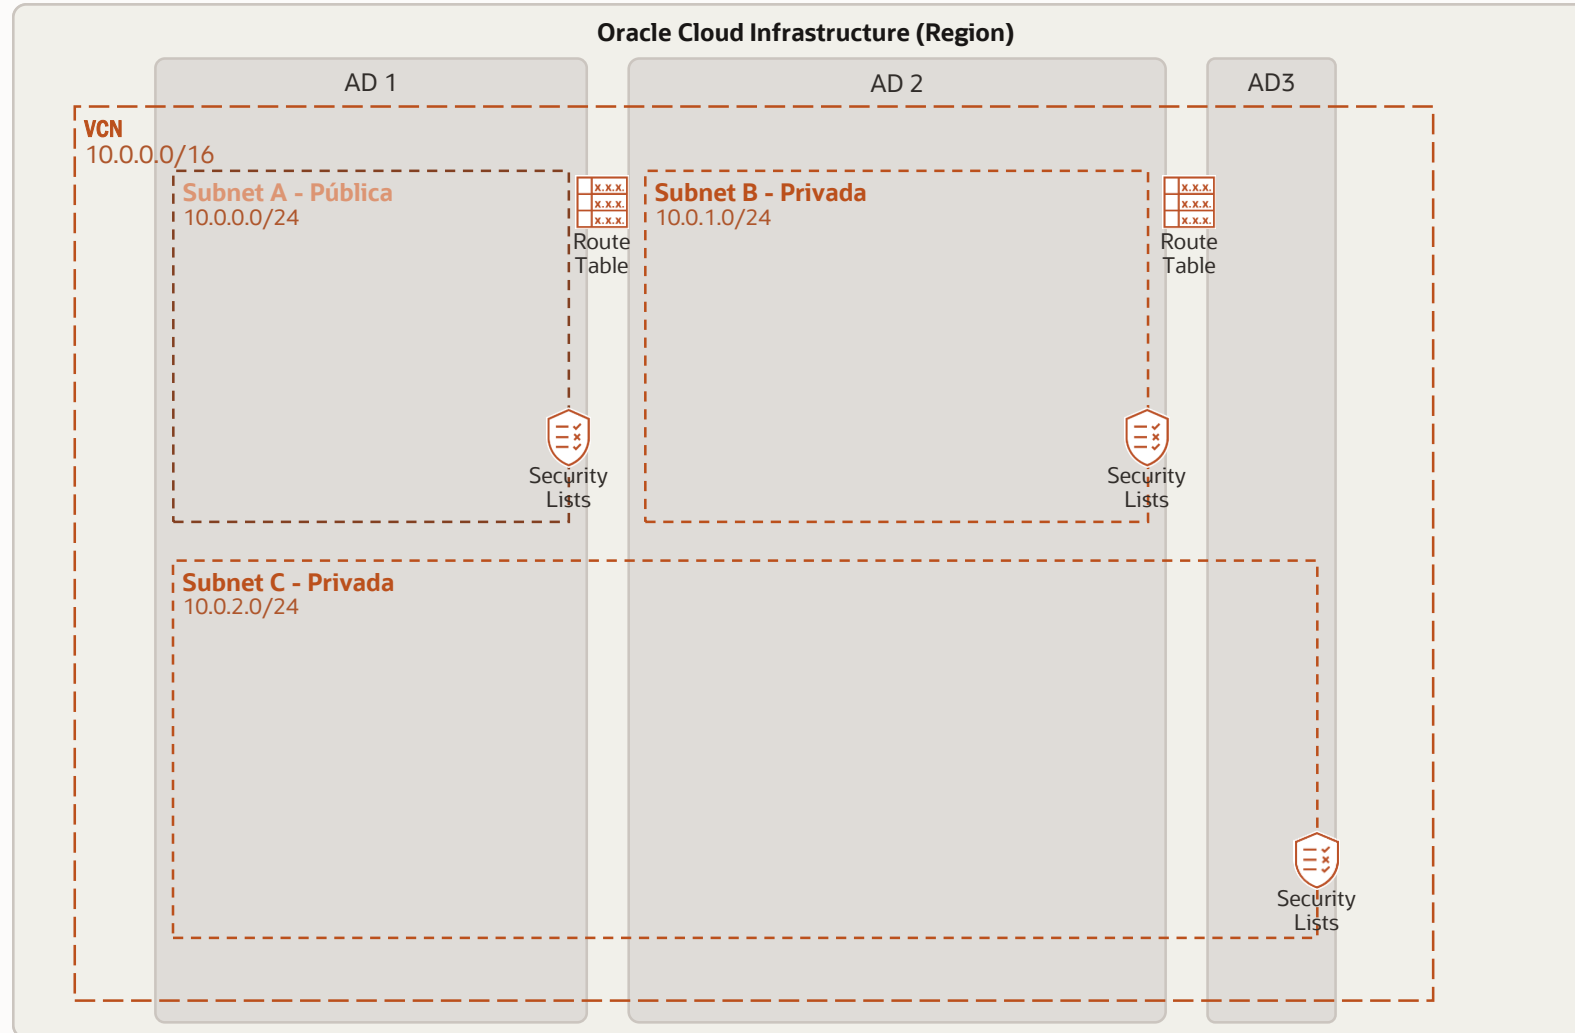 Oracle Cloud Infrastructure (Region)
AD 1
AD 2
AD3
VCN
10.0.0.0/16
Subnet A - Pública
10.0.0.0/24
x.x.x.
x.x.x.
x.x.x.
Route
Table
Subnet B - Privada
10.0.1.0/24
x.x.x.
x.x.x.
x.x.x.
Route
Table
Security
Lists
Security
Lists
Subnet C - Privada
10.0.2.0/24
Security
Lists